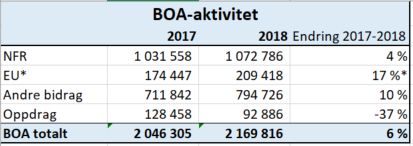 BOA-aktivitet
2017 2018 Endring 2017-2018
NFR 1 031 558 1 072 786 4 %
EU* 174 447 209 418 17 %*
Andre bidrag 711 842 794 726 10 %
Oppdrag 128 458 92 886 -37 %
BOA totalt 2 046 305 2 169 816 6 %